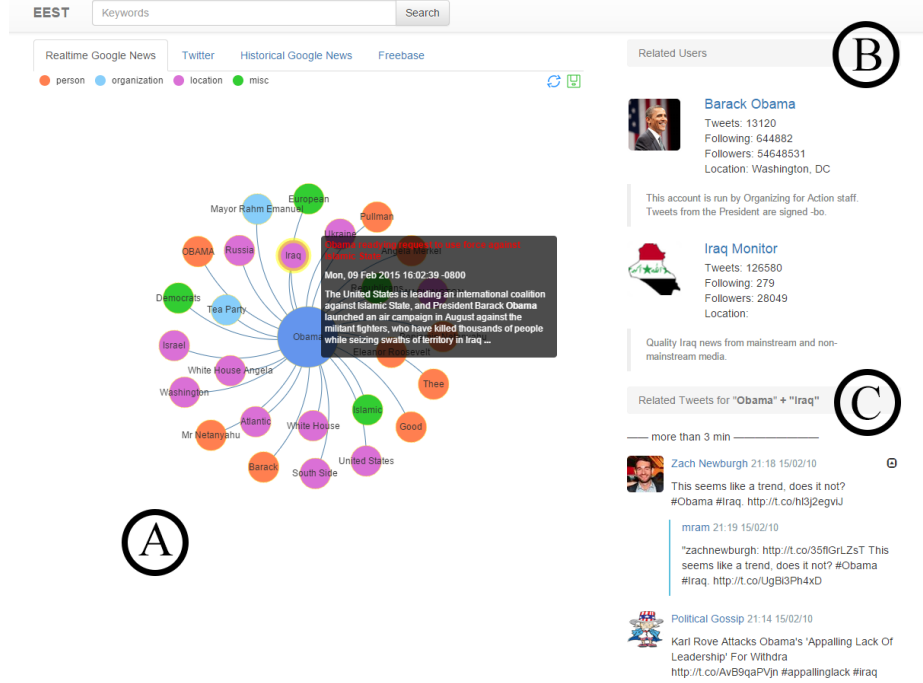 EEST
Keywords
Search
Realtime Google News
Twitter
Historical Google News
Freebase
person
organization
location
misc
European
Mayor Rahm Emanuel
Pullman
Ukraine
OBAMA
Russia
Iraq
Angela Merkel
Mon, 09 Feb 2015 16:02:39 -0800
Democrats
Tea Party
The United States is leading an international coalition
against Islamic State, and President Barack Obama
launched an air campaign in August against the
militant fighters, who have killed thousands of people
while seizing swaths of territory in Iraq ...
Obama
Israel
Eleanor Roosevelt
White House Angela
Thee
Washington
Islamic
Atlantic
White House
Good
Mr Netanyahu
Barack
South Side
United States
A
Related Users
B
Barack Obama
Tweets: 13120
Following: 644882
Followers: 54648531
Location: Washington, DC
This account is run by Organizing for Action staff.
Tweets from the President are signed -bo.
Iraq Monitor
Tweets: 126580
Following: 279
Followers: 28049
Location:
Quality Iraq news from mainstream and non-
mainstream media.
Related Tweets for "Obama" + "Iraq"
C
more than 3 min
Zach Newburgh 21:18 15/02/10
This seems like a trend, does it not?
#Obama #Iraq. http://t.co/hl3j2egviJ
mram 21:19 15/02/10
"zachnewburgh: http://t.co/35flGrLZsT This
seems like a trend, does it not? #Obama
#Iraq. http://t.co/UgBi3Ph4xD
Political Gossip 21:14 15/02/10
Karl Rove Attacks Obama's 'Appalling Lack Of
Leadership' For Withdra
http://t.co/AvB9qaPVjn #appallinglack #iraq